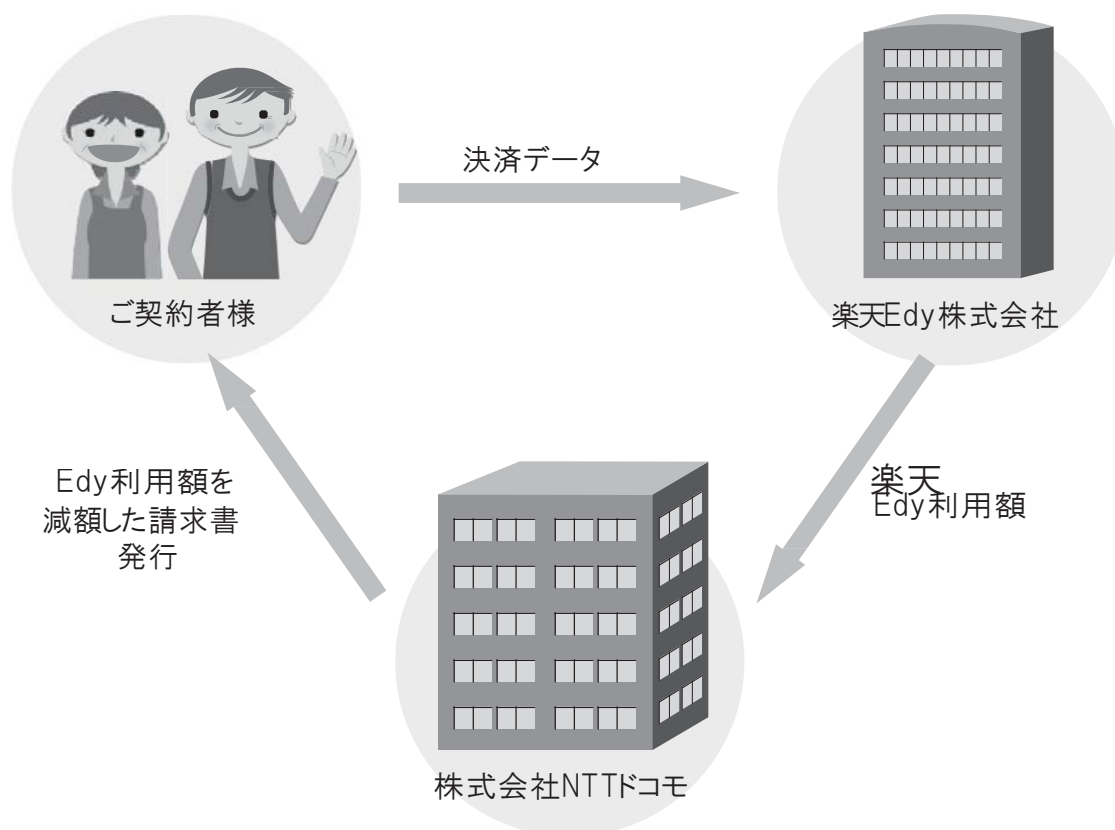 決済データ
ご契約者様
楽天Edy株式会社
Edy利用額を
減額した請求書
発行
楽天
Edy利用額
株式会社NTTドコモ